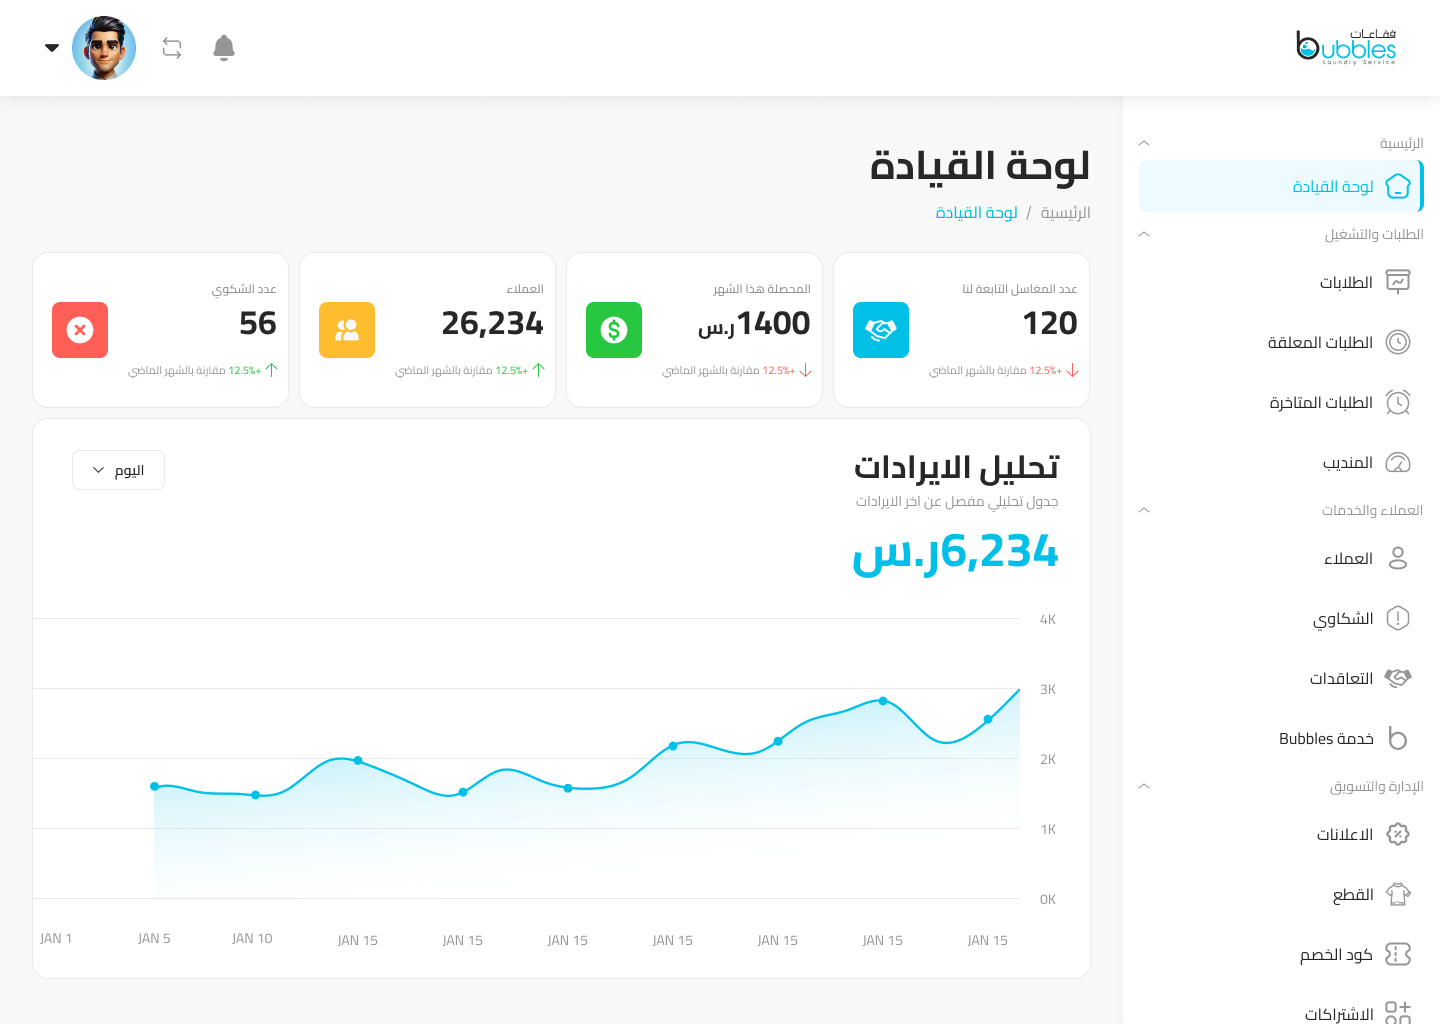 فقاعات
bubbles
Laundry Service
الرئيسية
لوحة القيادة
الطلبات والتشغيل
الطلابات
الطلبات المعلقة
الطلبات المتاخرة
المنديب
العملاء والخدمات
العملاء
الشكاوي
التعاقدات
خدمة Bubbles
الإدارة والتسويق
الاعلانات
القطع
كود الخصم
الاشتراكات
لوحة القيادة
الرئيسية / لوحة القيادة
عدد المغاسل التابعة لنا
120
+12.5% مقارنة بالشهر الماضي
المحصلة هذا الشهر
1400ر.س
+12.5% مقارنة بالشهر الماضي
العملاء
26,234
+12.5% مقارنة بالشهر الماضي
عدد الشكوي
56
+12.5% مقارنة بالشهر الماضي
تحليل الايرادات
اليوم
جدول تحليلي مفصل عن اخر الايرادات
6,234ر.س
4K
3K
2K
1K
0K
JAN 1 JAN 5 JAN 10 JAN 15 JAN 15 JAN 15 JAN 15 JAN 15 JAN 15 JAN 15